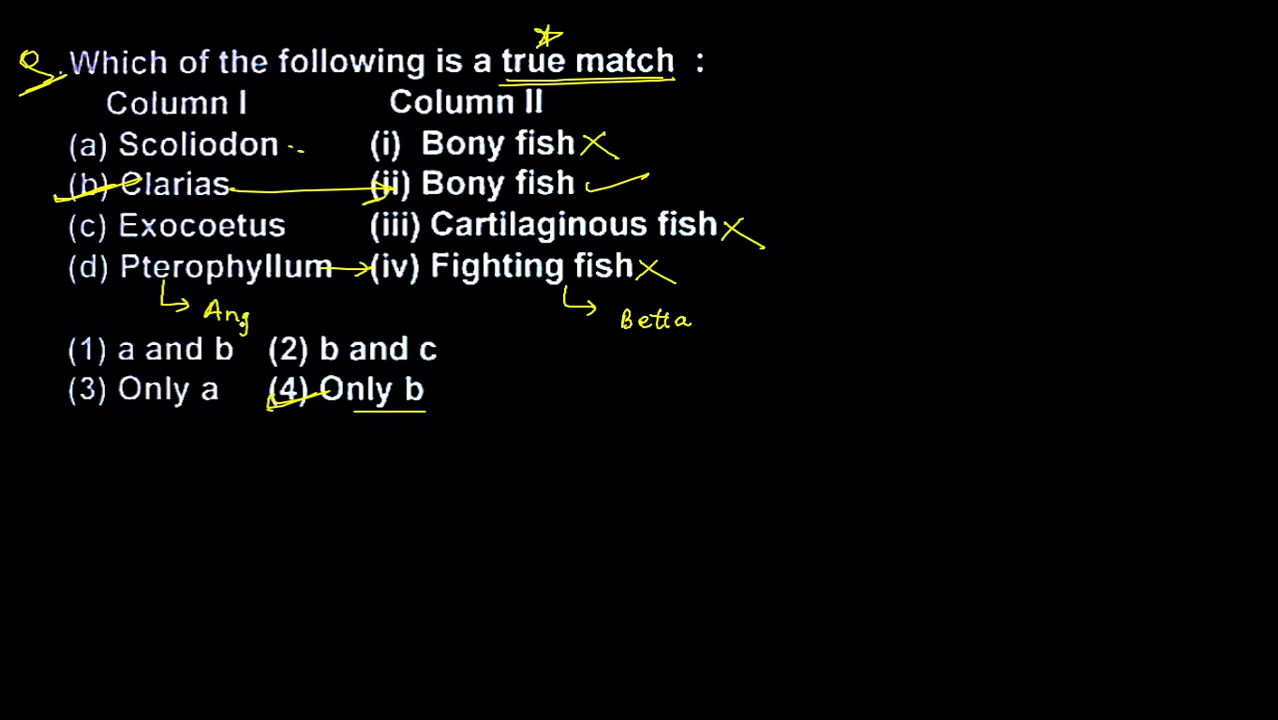 Q. Which of the following is a true match :
Column I Column II
(a) Scoliodon (i) Bony fish
(b) Clarias (ii) Bony fish
(c) Exocoetus (iii) Cartilaginous fish
(d) Pterophyllum (iv) Fighting fish
Ang Betta
(1) a and b (2) b and c
(3) Only a (4) Only b